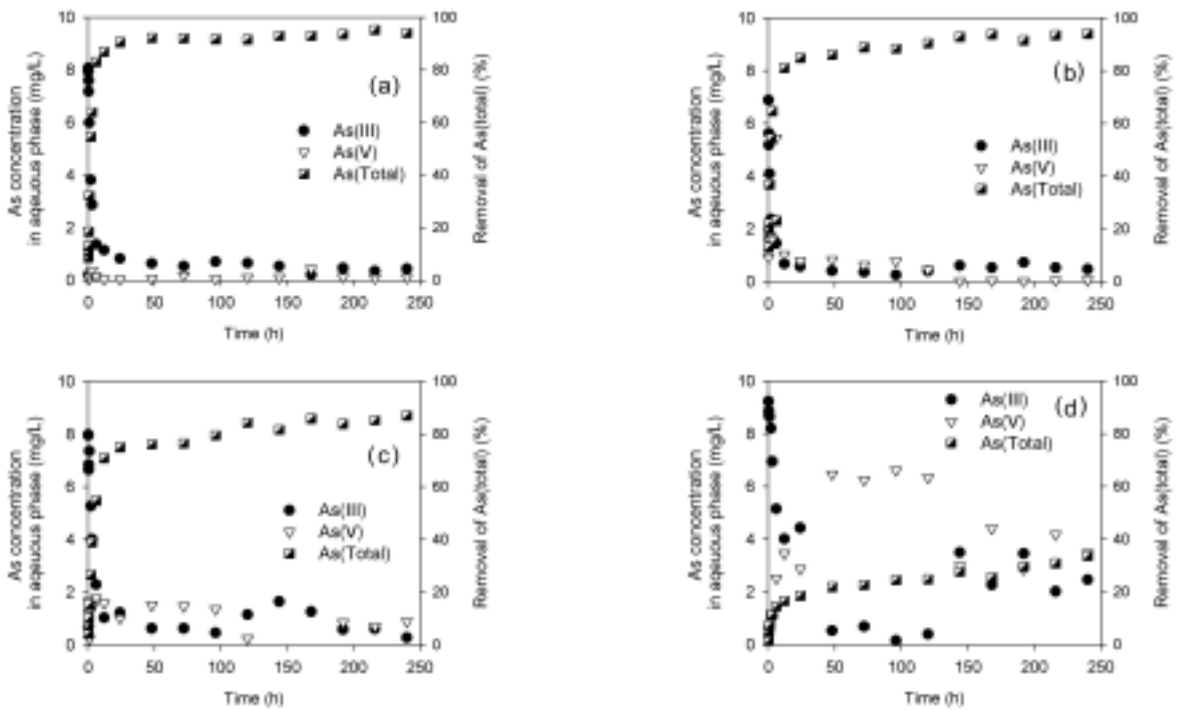 10
8
6
4
2
0
As concentration
in aqeuous phase (mg/L)
100
80
60
40
20
0
Removal of As(total) (%)
(a)
As(III)
As(V)
As(Total)
0 50 100 150 200 250
Time (h)
10
8
6
4
2
0
As concentration
in aqeuous phase (mg/L)
100
80
60
40
20
0
Removal of As(total) (%)
(b)
As(III)
As(V)
As(Total)
0 50 100 150 200 250
Time (h)
10
8
6
4
2
0
As concentration
in aqeuous phase (mg/L)
100
80
60
40
20
0
Removal of As(total) (%)
(c)
As(III)
As(V)
As(Total)
0 50 100 150 200 250
Time (h)
10
8
6
4
2
0
As concentration
in aqeuous phase (mg/L)
100
80
60
40
20
0
Removal of As(total) (%)
(d)
As(III)
As(V)
As(Total)
0 50 100 150 200 250
Time (h)